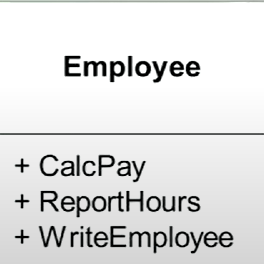 Employee
+ CalcPay
+ ReportHours
+ WriteEmployee